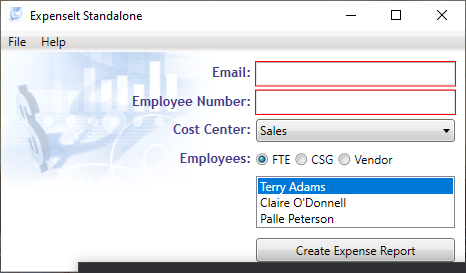 ExpenseIt Standalone
File Help
Email:
Employee Number:
Cost Center: Sales
Employees: FTE CSG Vendor
Terry Adams
Claire O'Donnell
Palle Peterson
Create Expense Report